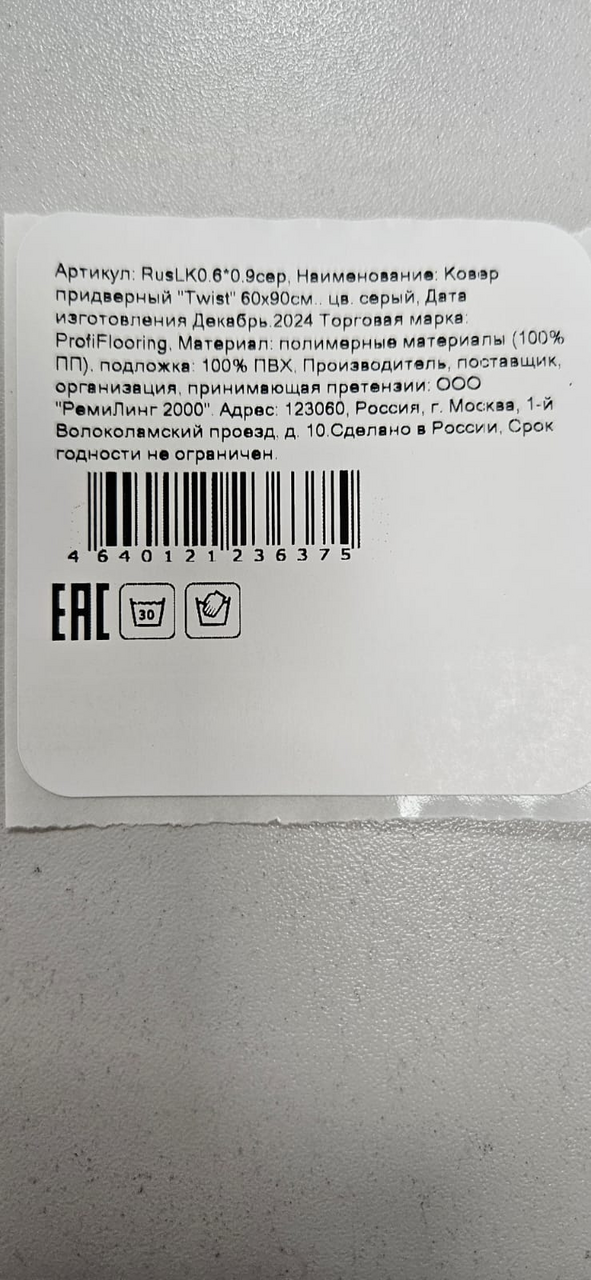 Артикул: RusLK0.6*0.9сер, Наименование: Ковер
придверный "Twist" 60х90см.. цв. серый, Дата
изготовления Декабрь.2024 Торговая марка:
ProfiFlooring, Материал: полимерные материалы (100%
ПП), подложка: 100% ПВХ, Производитель, поставщик,
организация, принимающая претензии: ООО
"РемиЛинг 2000". Адрес: 123060, Россия, г. Москва, 1-й
Волоколамский проезд, д. 10.Сделано в России, Срок
годности не ограничен.
4 640121 236375
EAC
30